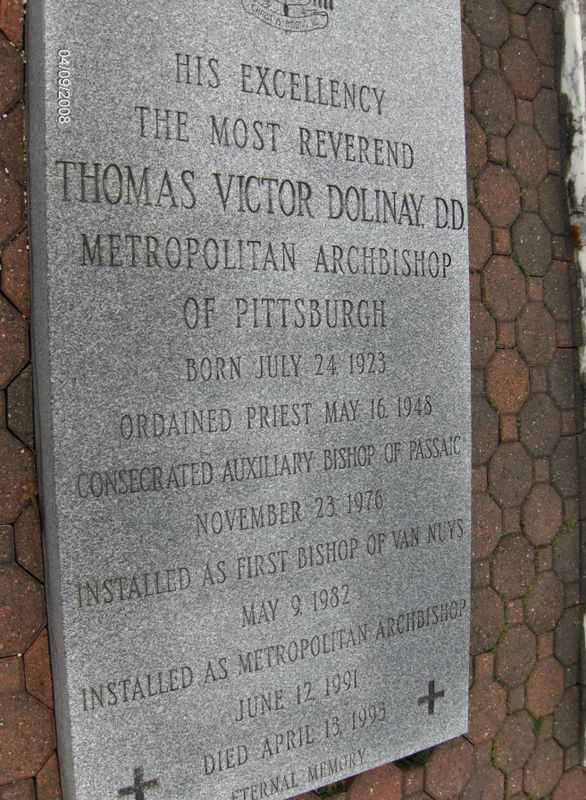 HIS EXCELLENCY
THE MOST REVEREND
THOMAS VICTOR DOLINAY, D.D.
METROPOLITAN ARCHBISHOP
OF PITTSBURGH
BORN JULY 24 1923
ORDAINED PRIEST MAY 16, 1948
CONSECRATED AUXILIARY BISHOP OF PASSAIC
NOVEMBER 23, 1976
INSTALLED AS FIRST BISHOP OF VAN NUYS
MAY 9, 1982
INSTALLED AS METROPOLITAN ARCHBISHOP
JUNE 12, 1991
DIED APRIL 13, 1993
ETERNAL MEMORY
04/09/2008